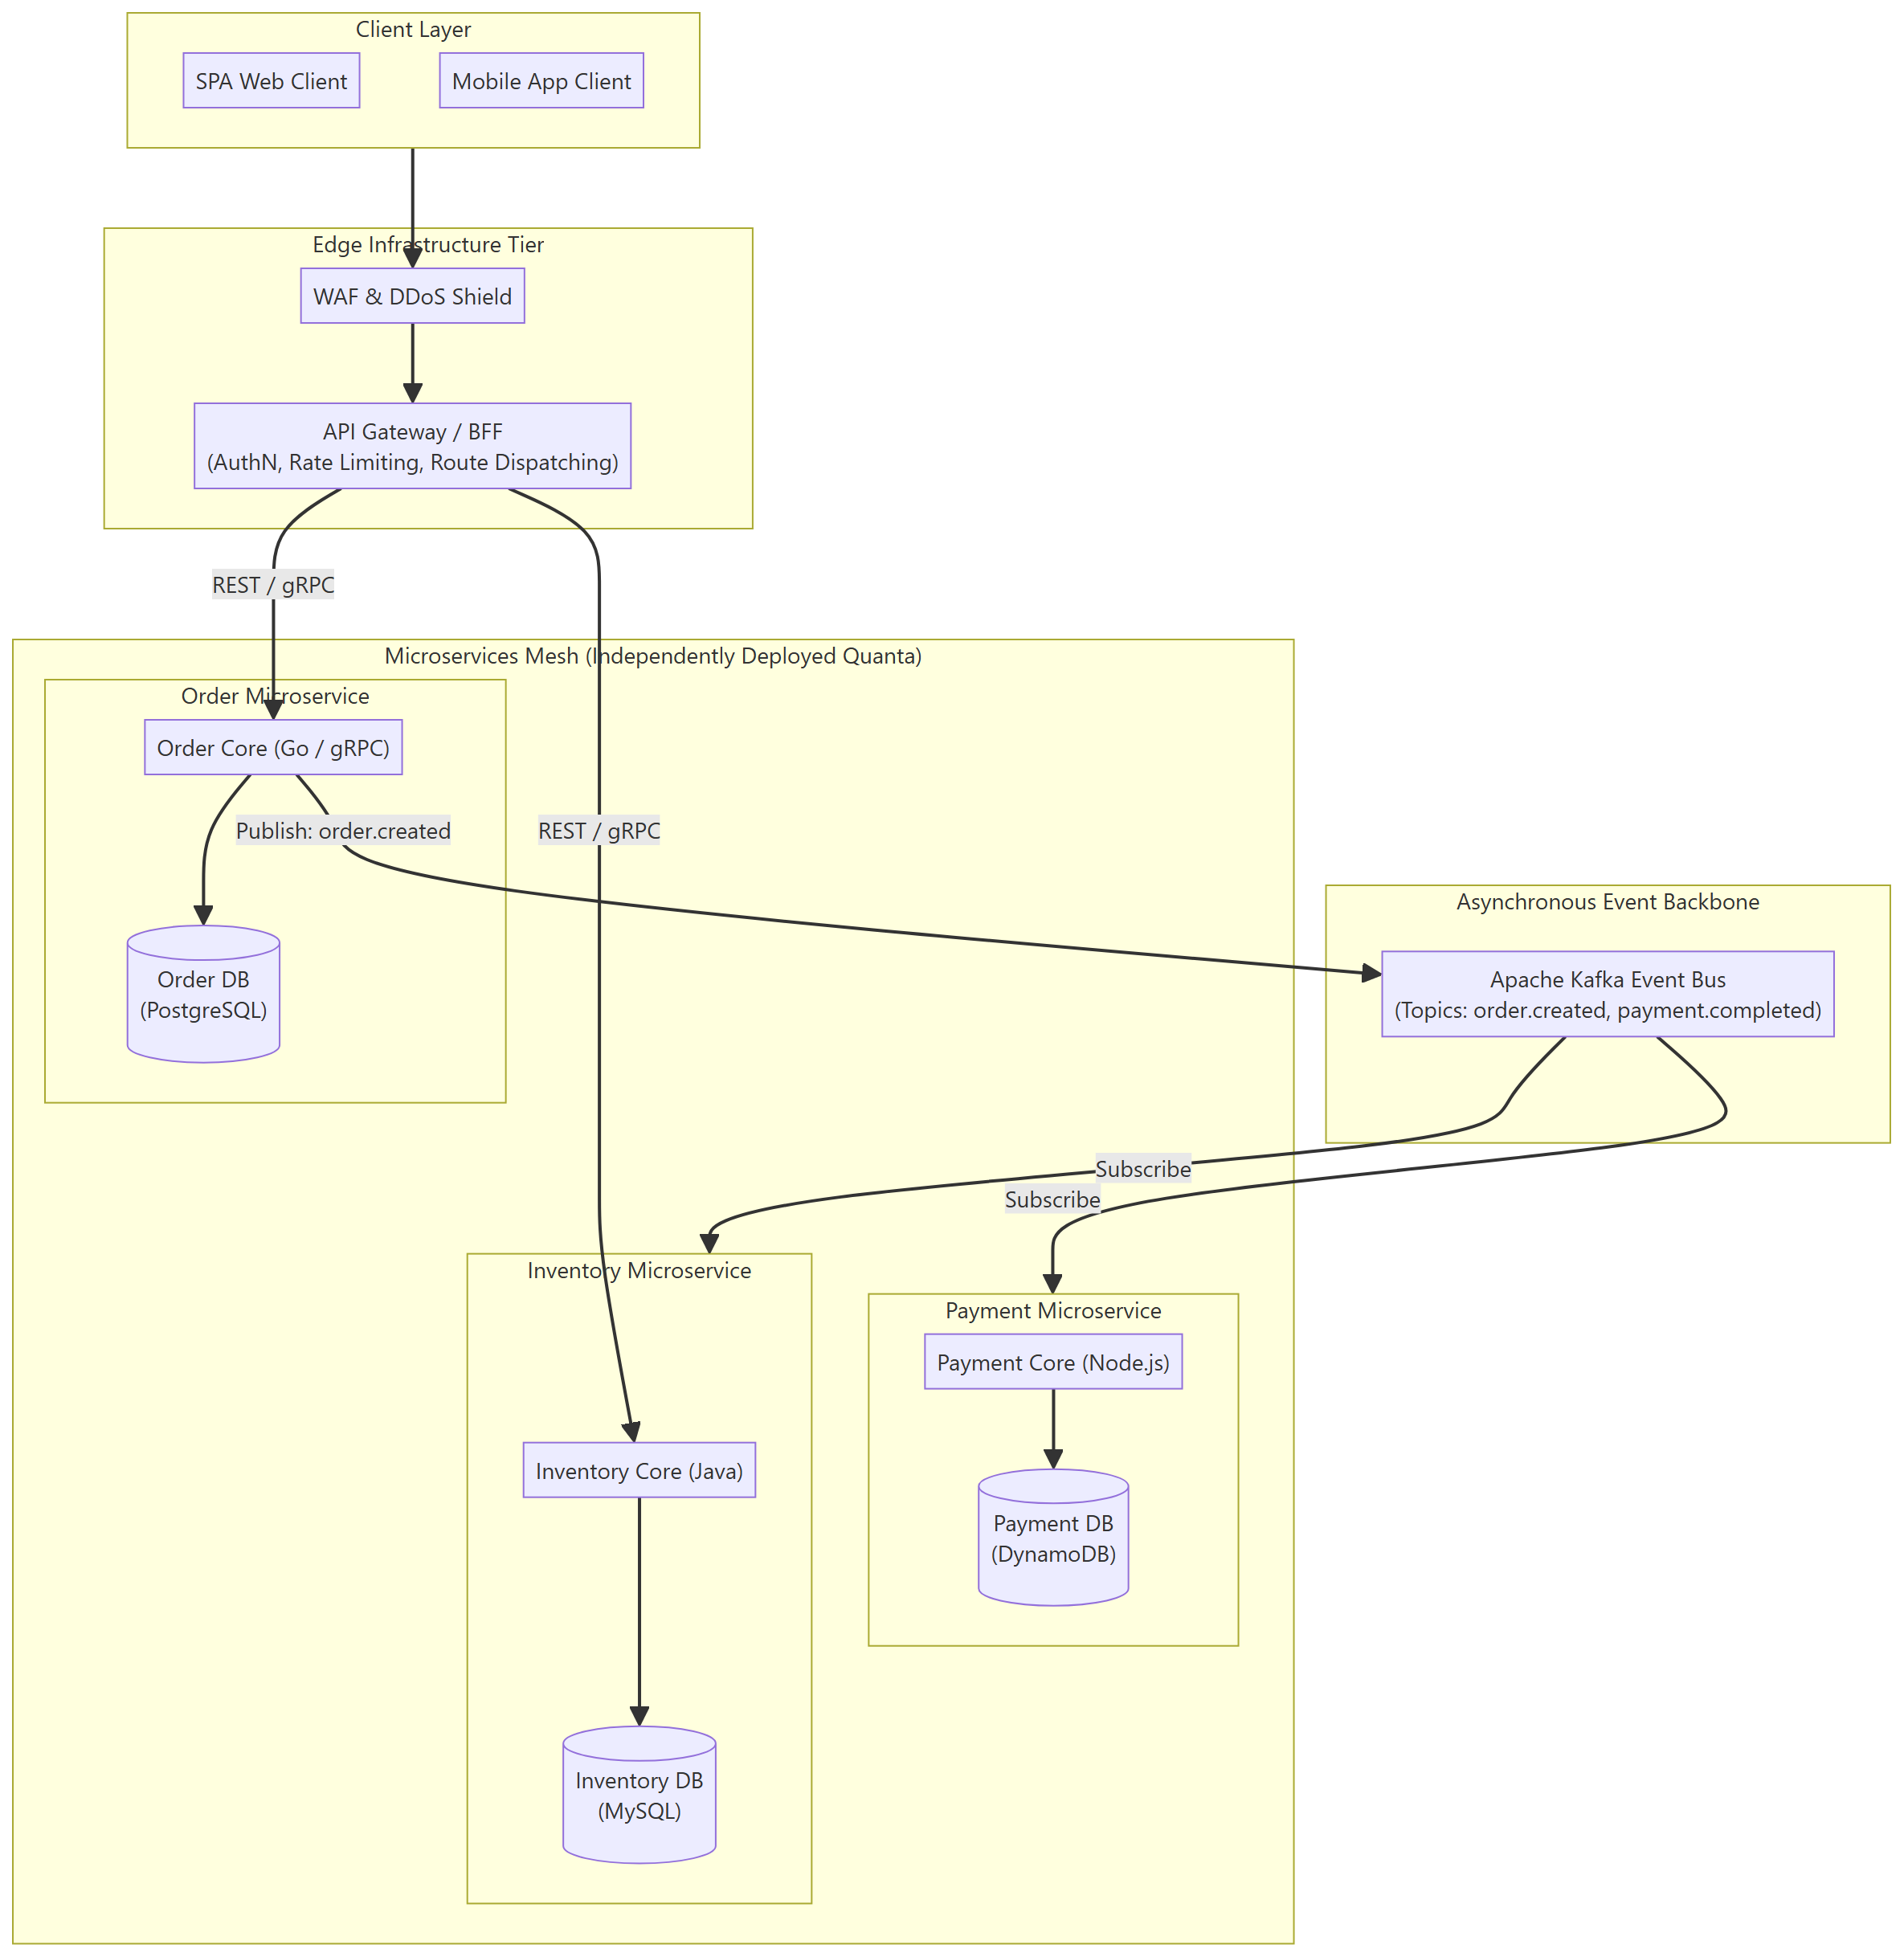 Client Layer
SPA Web Client
Mobile App Client
Edge Infrastructure Tier
WAF & DDoS Shield
API Gateway / BFF
(AuthN, Rate Limiting, Route Dispatching)
REST / gRPC
Microservices Mesh (Independently Deployed Quanta)
Order Microservice
Order Core (Go / gRPC)
Publish: order.created
REST / gRPC
Order DB
(PostgreSQL)
Asynchronous Event Backbone
Apache Kafka Event Bus
(Topics: order.created, payment.completed)
Subscribe
Subscribe
Inventory Microservice
Payment Microservice
Payment Core (Node.js)
Inventory Core (Java)
Payment DB
(DynamoDB)
Inventory DB
(MySQL)